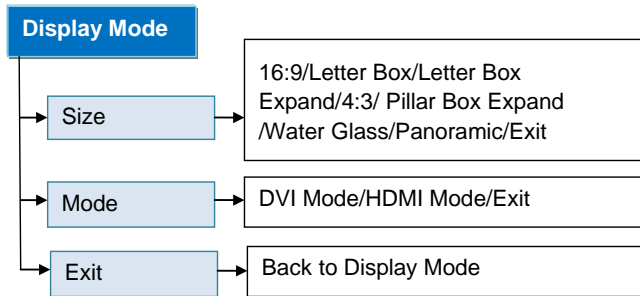 Display Mode
Size
16:9/Letter Box/Letter Box
Expand/4:3/ Pillar Box Expand
/Water Glass/Panoramic/Exit
Mode
DVI Mode/HDMI Mode/Exit
Exit
Back to Display Mode